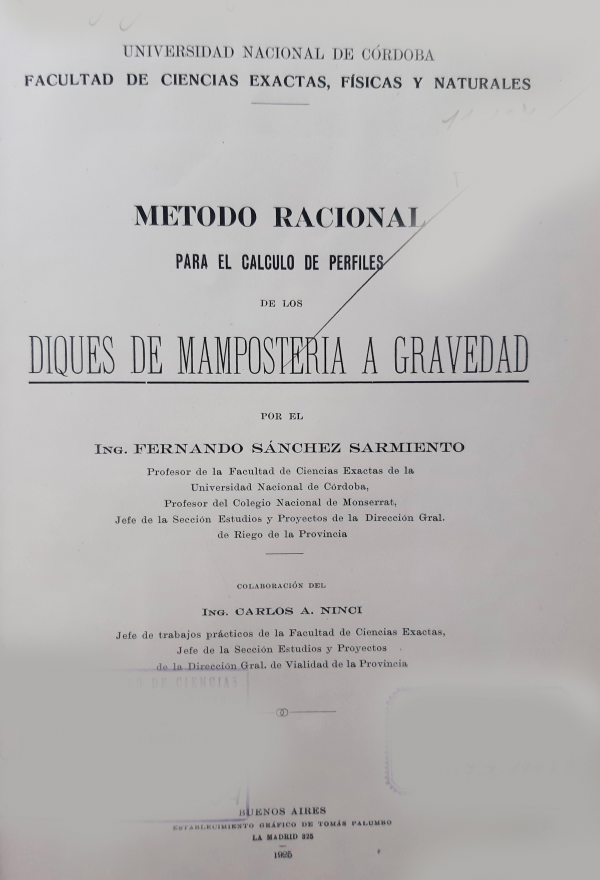 UNIVERSIDAD NACIONAL DE CÓRDOBA
FACULTAD DE CIENCIAS EXACTAS, FÍSICAS Y NATURALES
METODO RACIONAL
PARA EL CALCULO DE PERFILES
DE LOS
DIQUES DE MAMPOSTERIA A GRAVEDAD
POR EL
ING. FERNANDO SÁNCHEZ SARMIENTO
Profesor de la Facultad de Ciencias Exactas de la
Universidad Nacional de Córdoba,
Profesor del Colegio Nacional de Monserrat,
Jefe de la Sección Estudios y Proyectos de la Dirección Gral.
de Riego de la Provincia
COLABORACIÓN DEL
ING. CARLOS A. NINCI
Jefe de trabajos prácticos de la Facultad de Ciencias Exactas,
Jefe de la Sección Estudios y Proyectos
de la Dirección Gral. de Vialidad de la Provincia
DE CIENCIAS
BUENOS AIRES
ESTABLECIMIENTO GRÁFICO DE TOMÁS PALUMBO
LA MADRID 325
1925